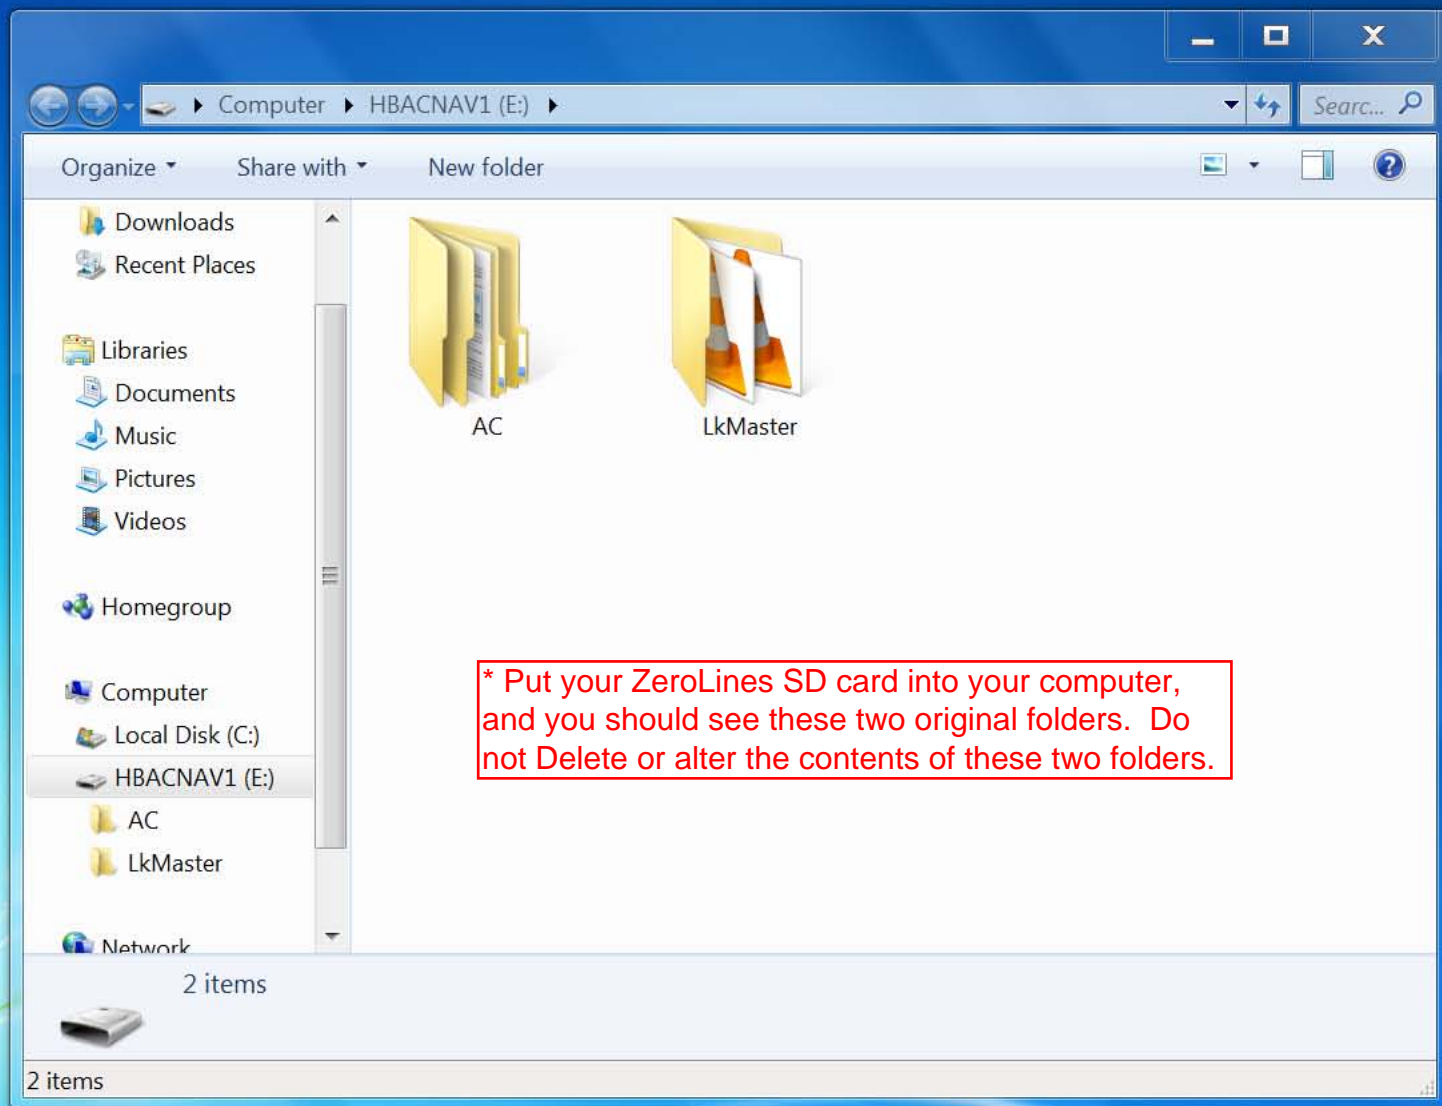 Computer HBACNAV1 (E:) Searc...
Organize Share with New folder
Downloads
Recent Places
Libraries
Documents
Music
Pictures
Videos
Homegroup
Computer
Local Disk (C:)
HBACNAV1 (E:)
AC
LkMaster
Network
AC LkMaster
* Put your ZeroLines SD card into your computer,
and you should see these two original folders. Do
not Delete or alter the contents of these two folders.
2 items
2 items